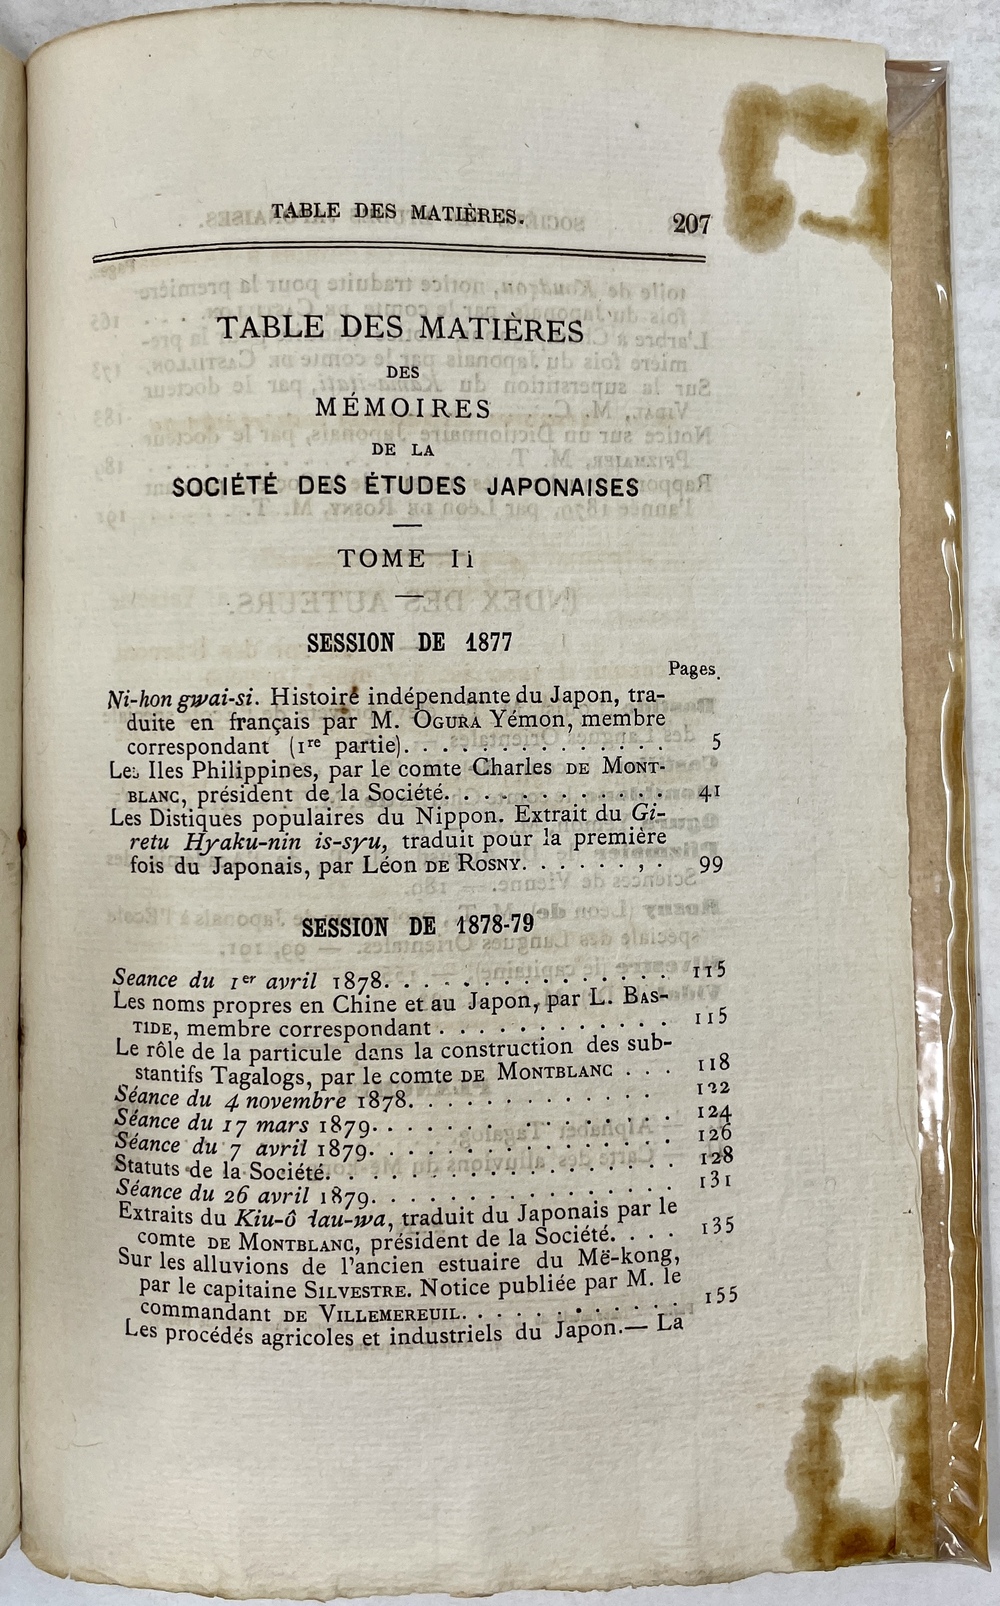 TABLE DES MATIÈRES.
207
TABLE DES MATIÈRES
DES
MÉMOIRES
DE LA
SOCIÉTÉ DES ÉTUDES JAPONAISES
TOME Ii
SESSION DE 1877
Pages.
Ni-hon gwai-si. Histoire indépendante du Japon, tra-
duite en français par M. OGURA Yémon, membre
correspondant (1re partie). . . . . . . . . . . . . . 5
Les Iles Philippines, par le comte Charles DE MONT-
BLANC, président de la Société. . . . . . . . . . . . 41
Les Distiques populaires du Nippon. Extrait du Gi-
retu Hyaku-nin is-syu, traduit pour la première
fois du Japonais, par Léon DE ROSNY. . . . . . , . 99
SESSION DE 1878-79
Seance du 1er avril 1878. . . . . . . . . . . . . . . . 115
Les noms propres en Chine et au Japon, par L. BAS-
TIDE, membre correspondant . . . . . . . . . . . . 115
Le rôle de la particule dans la construction des sub-
stantifs Tagalogs, par le comte DE MONTBLANC . . . 118
Séance du 4 novembre 1878. . . . . . . . . . . . . 122
Séance du 17 mars 1879. . . . . . . . . . . . . . . . 124
Séance du 7 avril 1879. . . . . . . . . . . . . . . . 126
Statuts de la Société. . . . . . . . . . . . . . . . . . 128
Séance du 26 avril 1879. . . . . . . . . . . . . . . . 131
Extraits du Kiu-ô dau-wa, traduit du Japonais par le
comte DE MONTBLANC, président de la Société. . . . 135
Sur les alluvions de l'ancien estuaire du Më-kong,
par le capitaine SILVESTRE. Notice publiée par M. le
commandant DE VILLEMEREUIL. . . . . . . . . . . . 155
Les procédés agricoles et industriels du Japon.— La